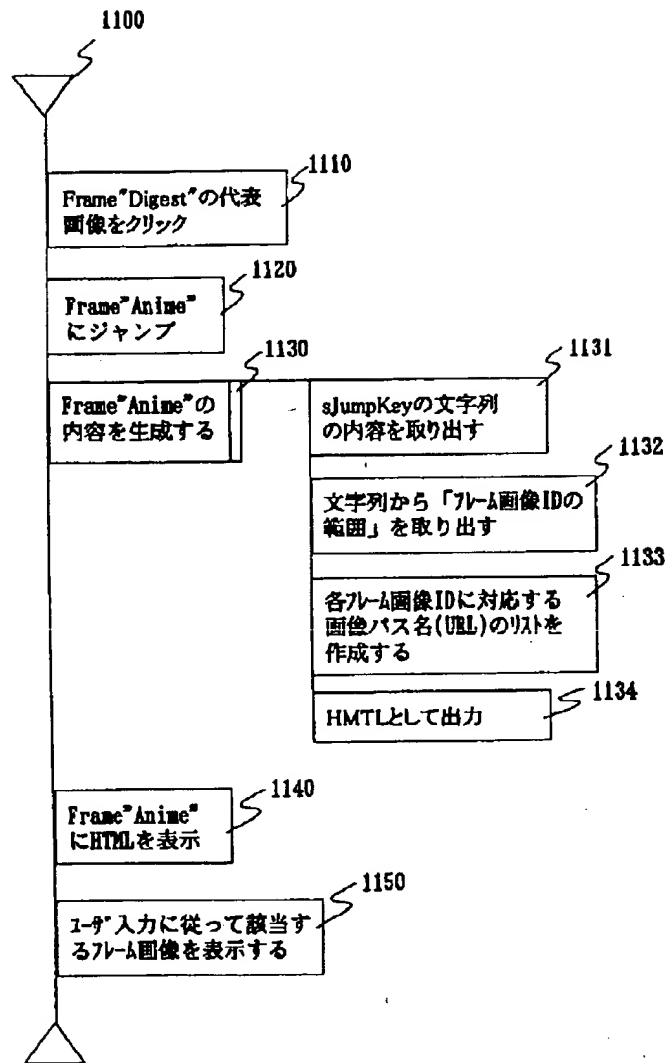 1100
1110
Frame"Digest"の代表
画像をクリック
1120
Frame"Anime"
にジャンプ
1130
Frame"Anime"の
内容を生成する
1131
sJumpKeyの文字列
の内容を取り出す
1132
文字列から「フレーム画像IDの
範囲」を取り出す
1133
各フレーム画像IDに対応する
画像パス名(URL)のリストを
作成する
1134
HMTLとして出力
1140
Frame"Anime"
にHTMLを表示
1150
ユーザ入力に従って該当す
るフレーム画像を表示する